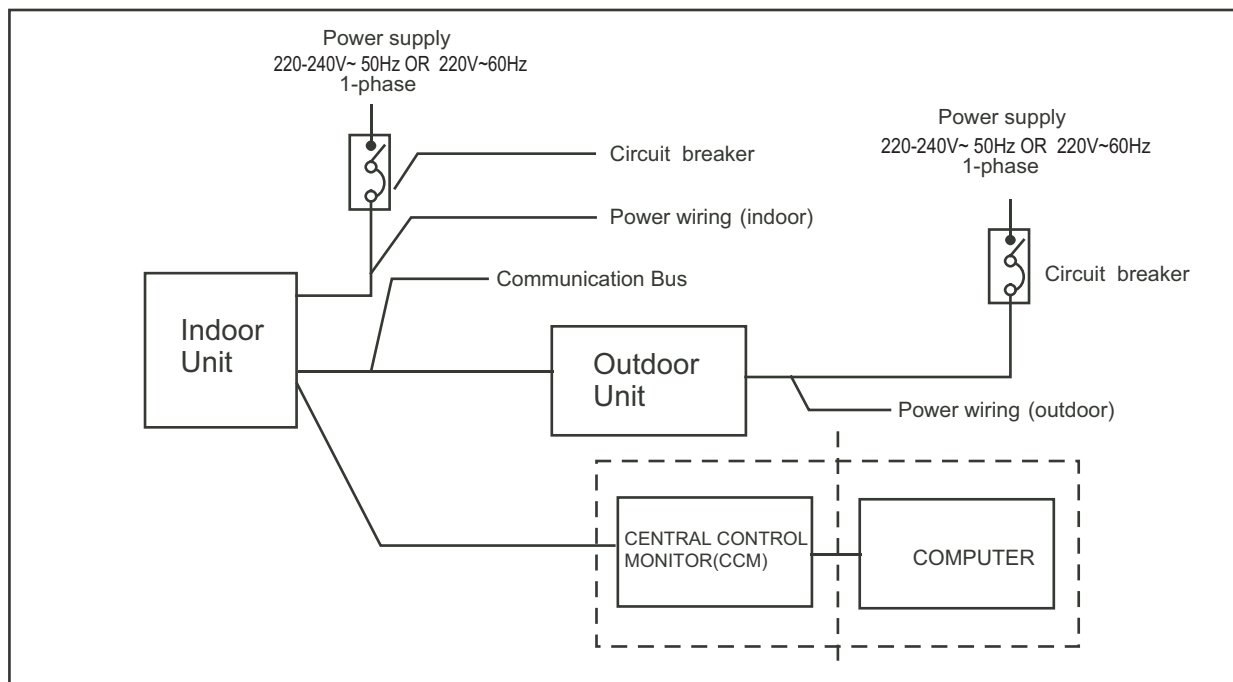 Power supply
220-240V~ 50Hz OR 220V~60Hz
1-phase
Circuit breaker
Power wiring (indoor)
Communication Bus
Indoor
Unit
Power supply
220-240V~ 50Hz OR 220V~60Hz
1-phase
Circuit breaker
Outdoor
Unit
Power wiring (outdoor)
CENTRAL CONTROL
MONITOR(CCM)
COMPUTER